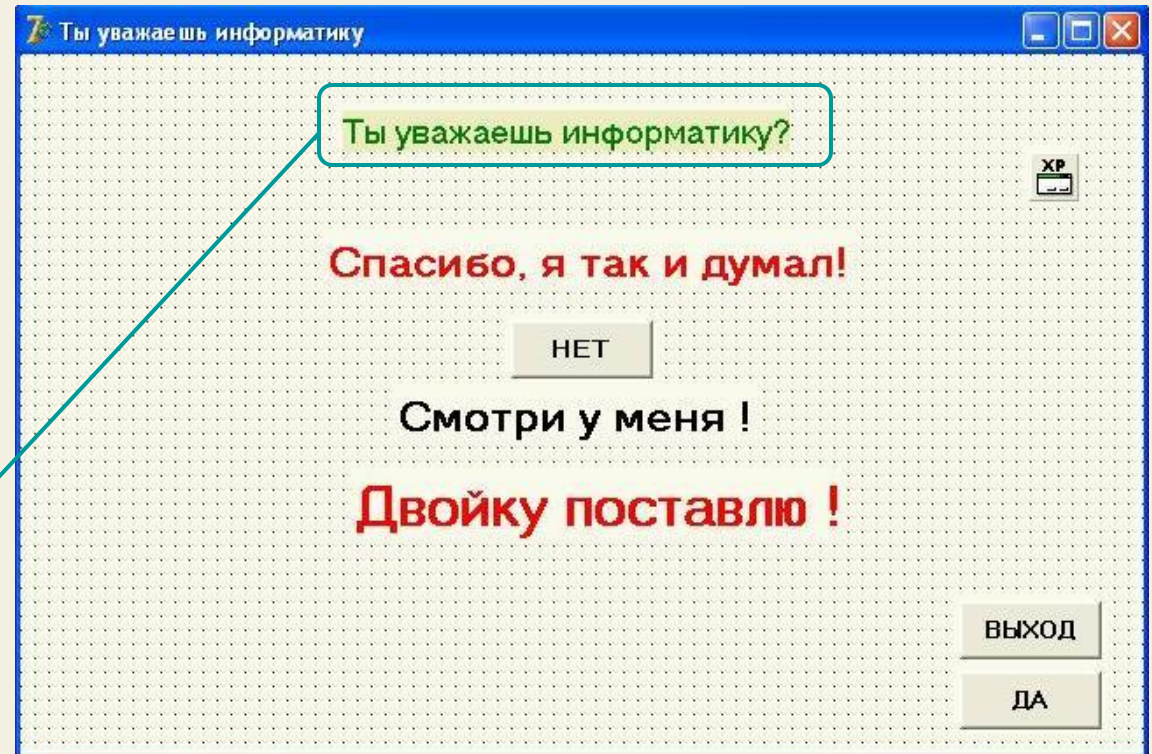 Ты уважаешь информатику
Ты уважаешь информатику?
XP
Спасибо, я так и думал!
НЕТ
Смотри у меня !
Двойку поставлю !
ВЫХОД
ДА